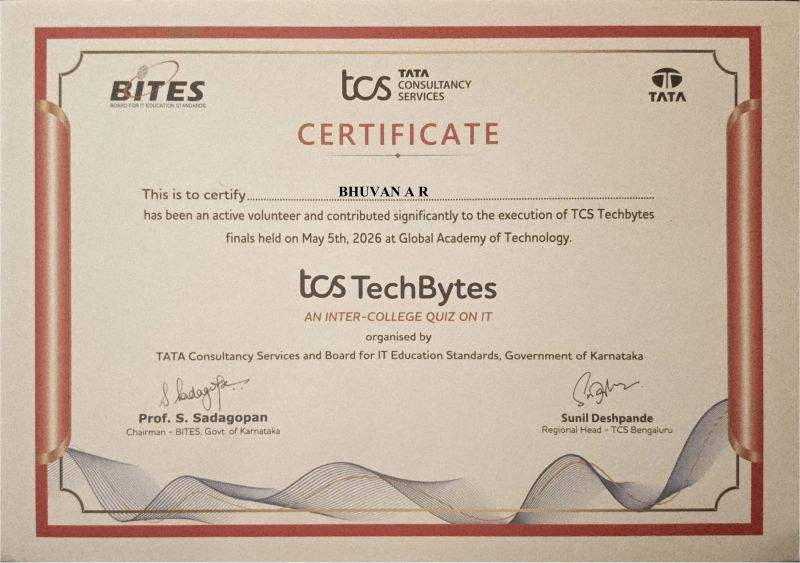 BITES
BOARD FOR IT EDUCATION STANDARDS
tcs TATA CONSULTANCY SERVICES
TATA
CERTIFICATE
This is to certify BHUVAN A R
has been an active volunteer and contributed significantly to the execution of TCS Techbytes
finals held on May 5th, 2026 at Global Academy of Technology.
tcs TechBytes
AN INTER-COLLEGE QUIZ ON IT
organised by
TATA Consultancy Services and Board for IT Education Standards, Government of Karnataka
S Sadagopan
Prof. S. Sadagopan
Chairman - BITES, Govt. of Karnataka
Sunil Deshpande
Regional Head - TCS Bengaluru